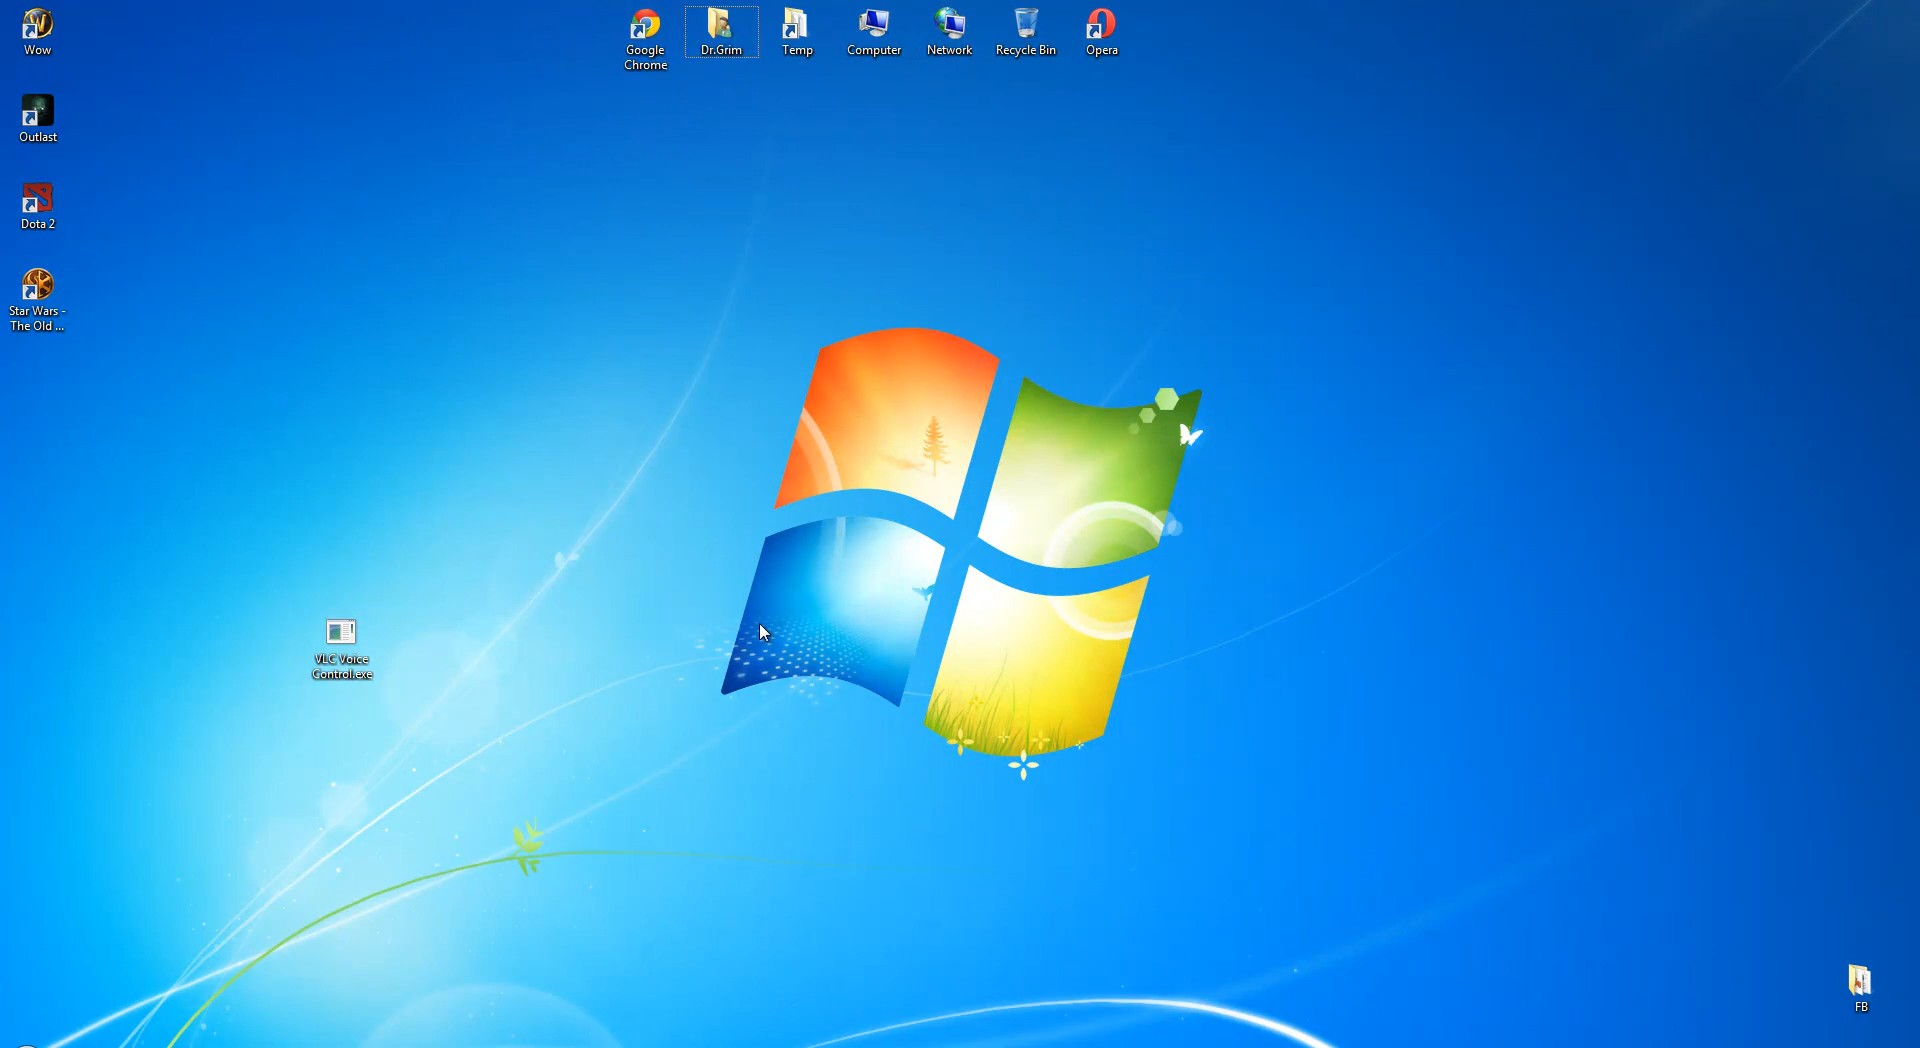 Wow
Google
Chrome
Dr.Grim
Temp
Computer
Network
Recycle Bin
Opera
Outlast
Dota 2
Star Wars -
The Old ...
VLC Voice
Control.exe
FB